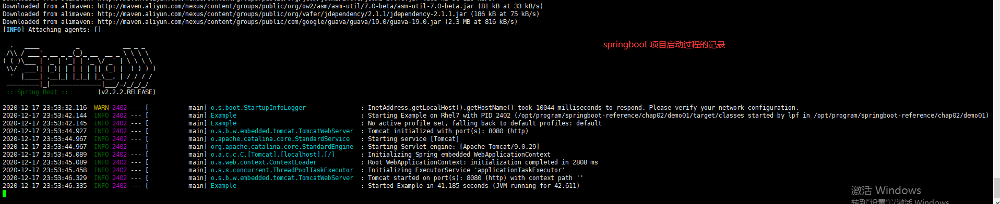 Downloaded from alimaven: http://maven.aliyun.com/nexus/content/groups/public/org/ow2/asm/asm-util/7.0-beta/asm-util-7.0-beta.jar (81 kB at 33 kB/s)
Downloaded from alimaven: http://maven.aliyun.com/nexus/content/groups/public/org/vafer/jdependency/2.1.1/jdependency-2.1.1.jar (186 kB at 75 kB/s)
Downloaded from alimaven: http://maven.aliyun.com/nexus/content/groups/public/com/google/guava/guava/19.0/guava-19.0.jar (2.3 MB at 816 kB/s)
[INFO] Attaching agents: []
springboot 项目启动过程的记录
  .   ____          _            __ _ _
 /\\ / ___'_ __ _ _(_)_ __  __ _ \ \ \ \
( ( )\___ | '_ | '_| | '_ \/ _` | \ \ \ \
 \\/  ___)| |_)| | | | | || (_| |  ) ) ) )
  '  |____| .__|_| |_|_| |_\__, | / / / /
 =========|_|==============|___/=/_/_/_/
 :: Spring Boot ::        (v2.2.2.RELEASE)
2020-12-17 23:53:32.116  WARN 2402 --- [           main] o.s.boot.StartupInfoLogger               : InetAddress.getLocalHost().getHostName() took 10044 milliseconds to respond. Please verify your network configuration.
2020-12-17 23:53:42.144  INFO 2402 --- [           main] Example                                  : Starting Example on Rhel7 with PID 2402 (/opt/program/springboot-reference/chap02/demo01/target/classes started by lpf in /opt/program/springboot-reference/chap02/demo01)
2020-12-17 23:53:42.145  INFO 2402 --- [           main] Example                                  : No active profile set, falling back to default profiles: default
2020-12-17 23:53:44.927  INFO 2402 --- [           main] o.s.b.w.embedded.tomcat.TomcatWebServer  : Tomcat initialized with port(s): 8080 (http)
2020-12-17 23:53:44.967  INFO 2402 --- [           main] o.apache.catalina.core.StandardService   : Starting service [Tomcat]
2020-12-17 23:53:44.967  INFO 2402 --- [           main] org.apache.catalina.core.StandardEngine  : Starting Servlet engine: [Apache Tomcat/9.0.29]
2020-12-17 23:53:45.089  INFO 2402 --- [           main] o.a.c.c.C.[Tomcat].[localhost].[/]       : Initializing Spring embedded WebApplicationContext
2020-12-17 23:53:45.089  INFO 2402 --- [           main] o.s.web.context.ContextLoader            : Root WebApplicationContext: initialization completed in 2808 ms
2020-12-17 23:53:45.458  INFO 2402 --- [           main] o.s.s.concurrent.ThreadPoolTaskExecutor  : Initializing ExecutorService 'applicationTaskExecutor'
2020-12-17 23:53:46.329  INFO 2402 --- [           main] o.s.b.w.embedded.tomcat.TomcatWebServer  : Tomcat started on port(s): 8080 (http) with context path ''
2020-12-17 23:53:46.335  INFO 2402 --- [           main] Example                                  : Started Example in 41.185 seconds (JVM running for 42.611)
激活 Windows
转到"设置"以激活 Windows